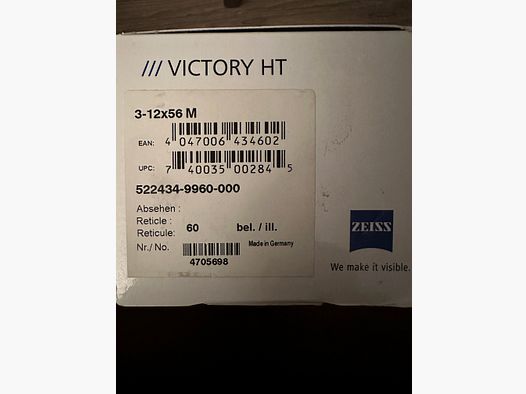 /// VICTORY HT
3-12x56 M
EAN: 4 047006 434602
UPC: 7 40035 00284 5
522434-9960-000
Absehen :
Reticle :
Reticule: 60 bel. / ill.
Nr./ No. Made in Germany
4705698
ZEISS
We make it visible.